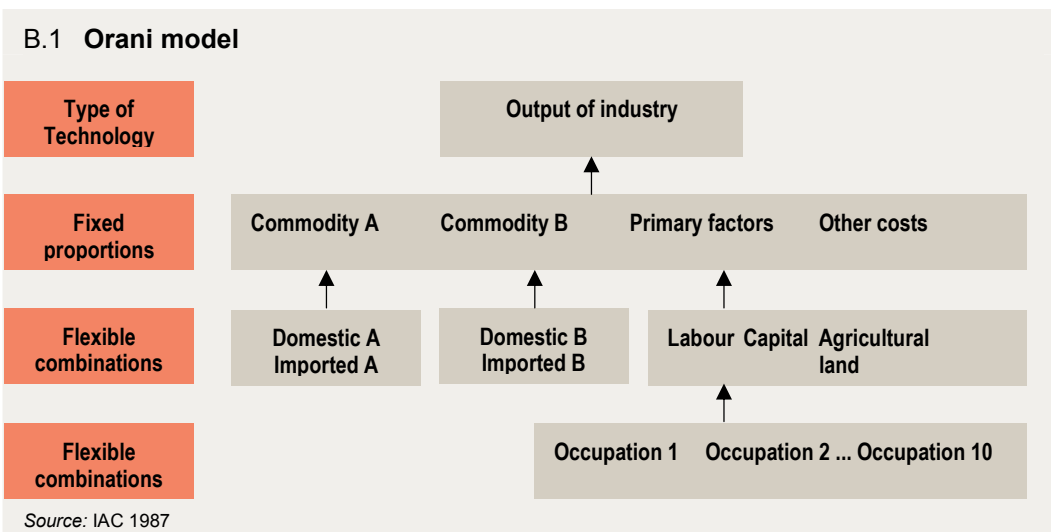 B.1 Orani model
Type of
Technology
Output of industry
Fixed
proportions
Commodity A Commodity B Primary factors Other costs
Flexible
combinations
Domestic A
Imported A
Domestic B
Imported B
Labour Capital Agricultural
land
Flexible
combinations
Occupation 1 Occupation 2 ... Occupation 10
Source: IAC 1987